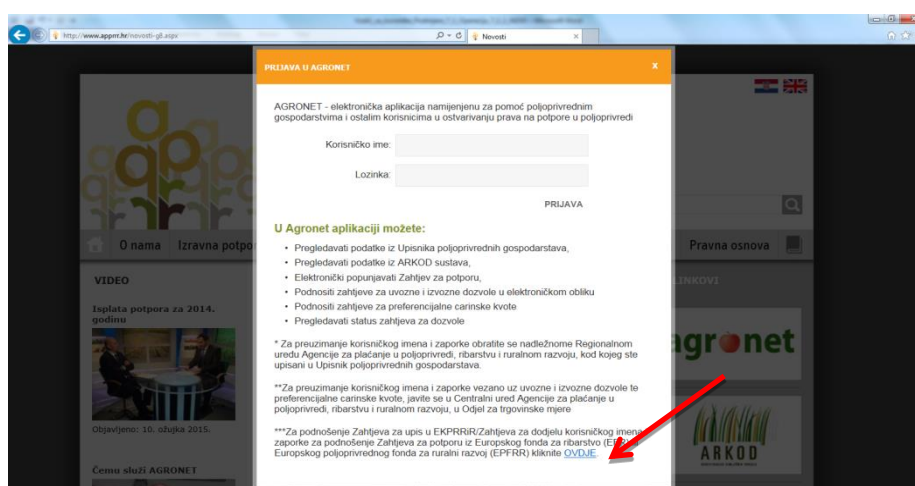 http://www.apprrr.hr/novosti-g8.aspx
Novosti
PRIJAVA U AGRONET
x
AGRONET - elektronička aplikacija namijenjenu za pomoć poljoprivrednim
gospodarstvima i ostalim korisnicima u ostvarivanju prava na potpore u poljoprivredi
Korisničko ime:
Lozinka:
PRIJAVA
U Agronet aplikaciji možete:
• Pregledavati podatke iz Upisnika poljoprivrednih gospodarstava,
• Pregledavati podatke iz ARKOD sustava,
• Elektronički popunjavati Zahtjev za potporu,
• Podnositi zahtjeve za uvozne i izvozne dozvole u elektroničkom obliku
• Podnositi zahtjeve za preferencijalne carinske kvote
• Pregledavati status zahtjeva za dozvole
* Za preuzimanje korisničkog imena i zaporke obratite se nadležnome Regionalnom
uredu Agencije za plaćanje u poljoprivredi, ribarstvu i ruralnom razvoju, kod kojeg ste
upisani u Upisnik poljoprivrednih gospodarstava.
**Za preuzimanje korisničkog imena i zaporke vezano uz uvozne i izvozne dozvole te
preferencijalne carinske kvote, javite se u Centralni ured Agencije za plaćanje u
poljoprivredi, ribarstvu i ruralnom razvoju, u Odjel za trgovinske mjere
***Za podnošenje Zahtjeva za upis u EKPRRiR/Zahtjeva za dodjelu korisničkog imena
zaporke za podnošenje Zahtjeva za potporu iz Europskog fonda za ribarstvo (EFR)
Europskog poljoprivrednog fonda za ruralni razvoj (EPFRR) kliknite OVDJE.
O nama Izravna potpo
Pravna osnova
VIDEO
LINKOVI
Isplata potpora za 2014.
godinu
Objavljeno: 10. ožujka 2015.
Čemu služi AGRONET
agronet
ARKOD